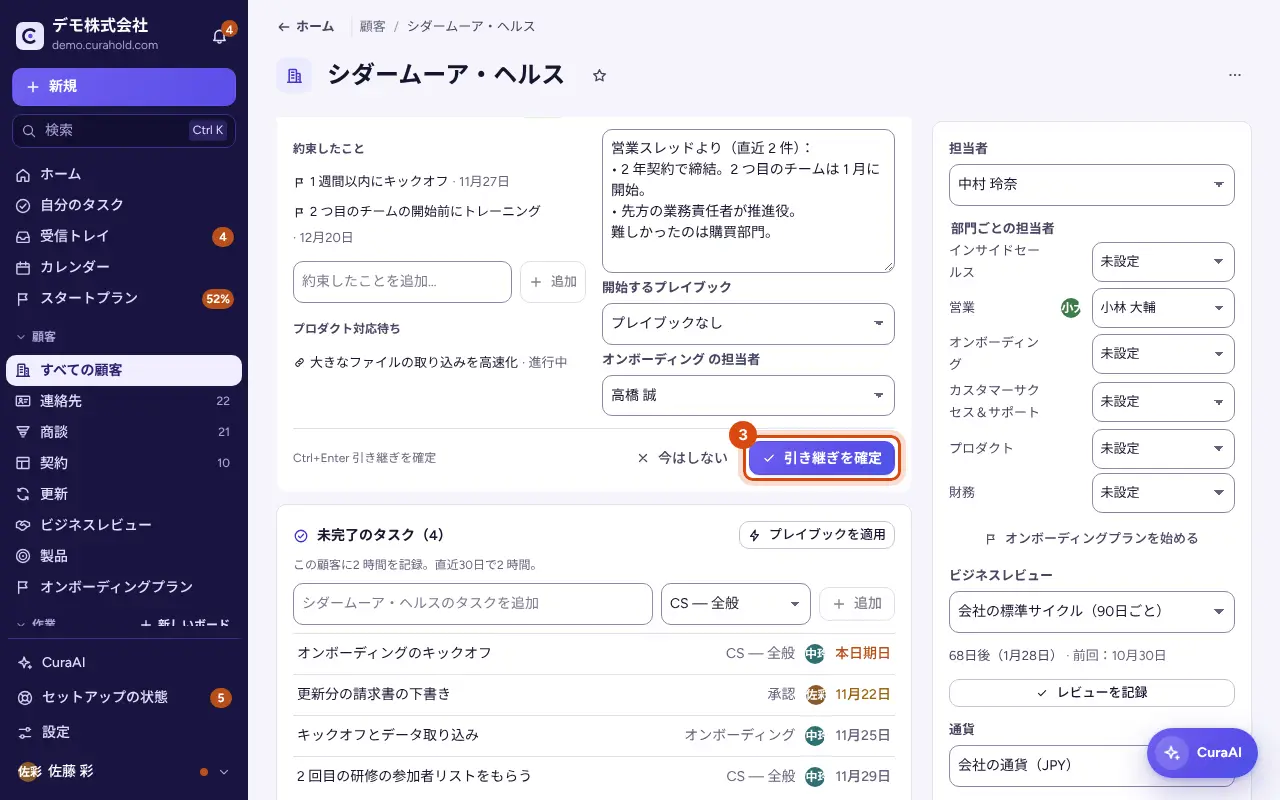 デモ株式会社
demo.curahold.com
4
新規
検索
Ctrl K
ホーム
自分のタスク
受信トレイ
4
カレンダー
スタートプラン
52%
顧客
すべての顧客
連絡先
22
商談
21
契約
10
更新
ビジネスレビュー
製品
オンボーディングプラン
作業
新しいボード
CuraAI
セットアップの状態
5
設定
佐彩
佐藤 彩
ホーム
顧客 / シダームーア・ヘルス
シダームーア・ヘルス
約束したこと
1 週間以内にキックオフ · 11月27日
2 つ目のチームの開始前にトレーニング
· 12月20日
約束したことを追加...
追加
プロダクト対応待ち
大きなファイルの取り込みを高速化 · 進行中
営業スレッドより（直近 2 件）：
• 2 年契約で締結。2 つ目のチームは 1 月に
開始。
• 先方の業務責任者が推進役。
難しかったのは購買部門。
開始するプレイブック
プレイブックなし
オンボーディング の担当者
高橋 誠
Ctrl+Enter 引き継ぎを確定
今はしない
3
引き継ぎを確定
未完了のタスク（4）
プレイブックを適用
この顧客に2 時間を記録。直近30日で2 時間。
シダームーア・ヘルスのタスクを追加
CS — 全般
追加
オンボーディングのキックオフ
CS — 全般
本日期日
更新分の請求書の下書き
承認
11月22日
キックオフとデータ取り込み
オンボーディング
11月25日
2 回目の研修の参加者リストをもらう
CS — 全般
11月29日
担当者
中村 玲奈
部門ごとの担当者
インサイドセー
ルス
未設定
営業
小林 大輔
オンボーディン
グ
未設定
カスタマーサク
セス＆サポート
未設定
プロダクト
未設定
財務
未設定
オンボーディングプランを始める
ビジネスレビュー
会社の標準サイクル（90日ごと）
68日後（1月28日） · 前回：10月30日
レビューを記録
通貨
会社の通貨（JPY）
CuraAI